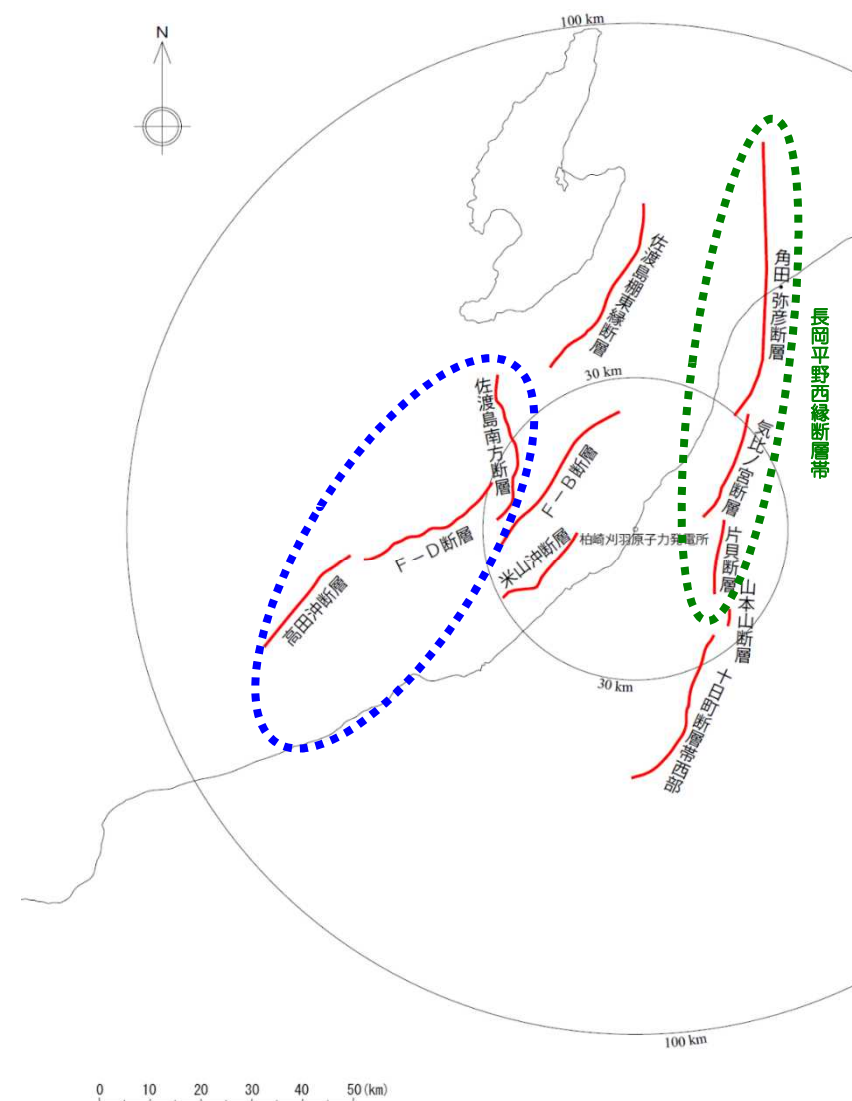 100 km
N
佐渡島棚東縁断層
角田・弥彦断層
長岡平野西縁断層帯
30 km
佐渡島南方断層
気比ノ宮断層
F－B断層
F－D断層
米山沖断層
柏崎刈羽原子力発電所
片貝断層
高田沖断層
山本山断層
30 km
十日町断層帯西部
100 km
0 10 20 30 40 50(km)